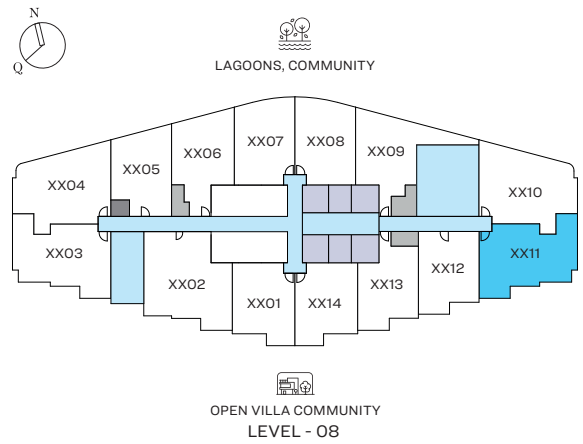 N
Q
LAGOONS, COMMUNITY
XX07 XX08
XX06 XX09
XX05
XX04 XX10
XX03 XX11
XX02 XX12
XX01 XX14 XX13
OPEN VILLA COMMUNITY
LEVEL - 08